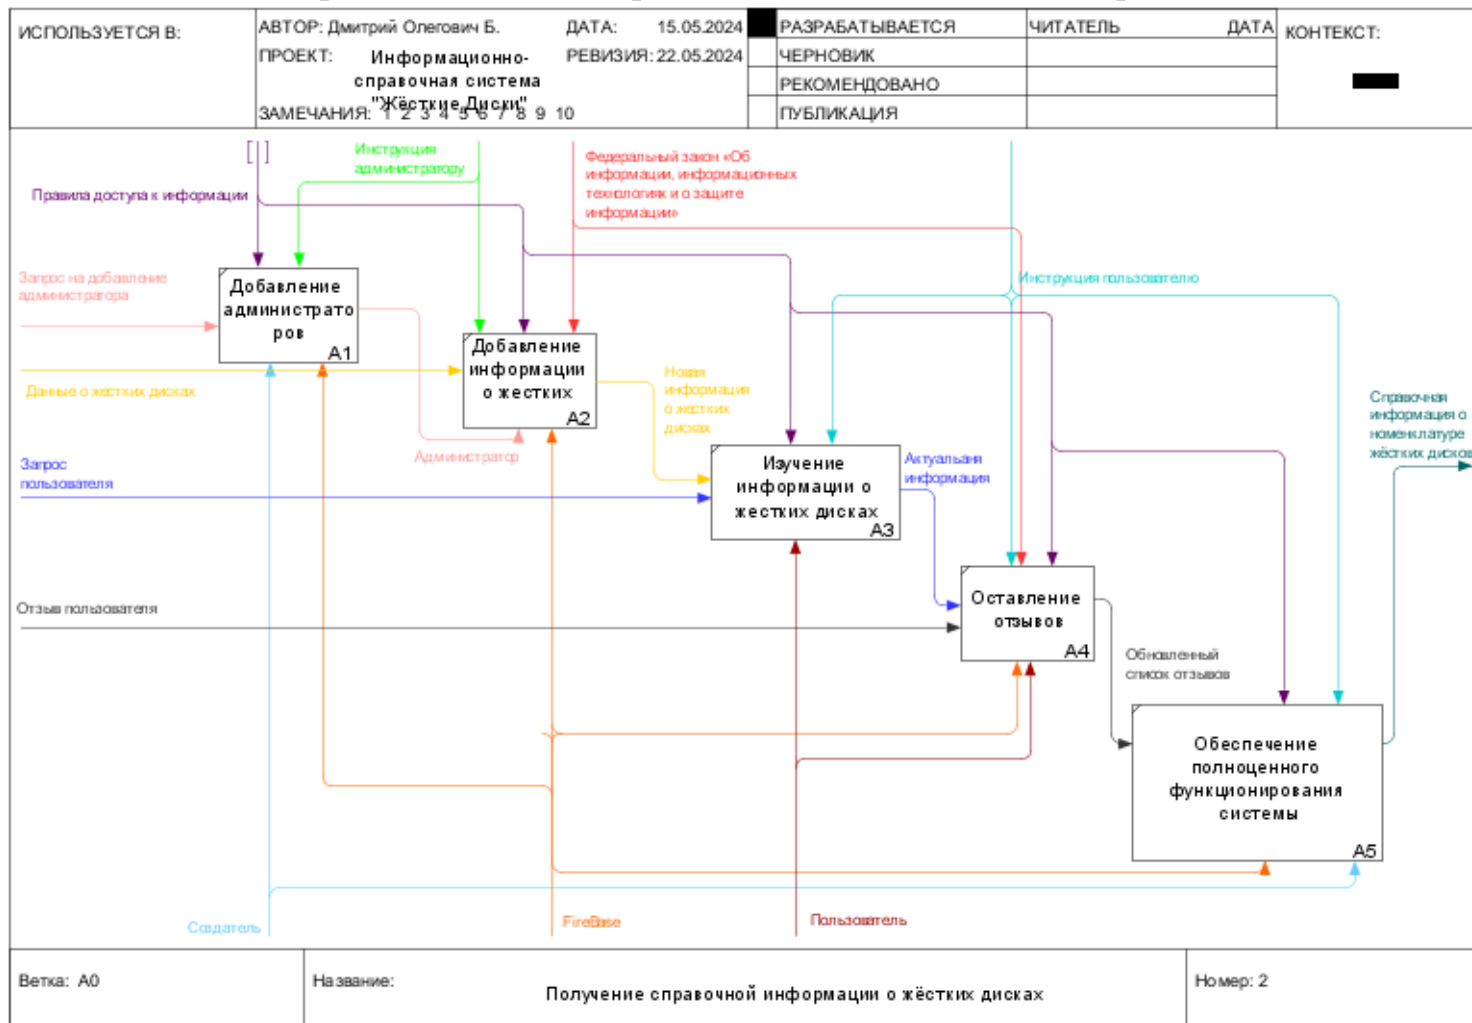 ИСПОЛЬЗУЕТСЯ В:
АВТОР: Дмитрий Олегович Б.
ДАТА: 15.05.2024
РАЗРАБАТЫВАЕТСЯ
ЧИТАТЕЛЬ
ДАТА
КОНТЕКСТ:
ПРОЕКТ:
Информационно-
справочная система
"Жёсткие Диски"
РЕВИЗИЯ: 22.05.2024
ЧЕРНОВИК
РЕКОМЕНДОВАНО
ЗАМЕЧАНИЯ: 1 2 3 4 5 6 7 8 9 10
ПУБЛИКАЦИЯ
Инструкция
администратору
Федеральный закон «Об
информации, информационных
технологиях и о защите
информации»
Правила доступа к информации
Запрос на добавление
администратора
Инструкция пользователю
Добавление
администрато
ров
A1
Добавление
информации
о жестких
A2
Данные о жестких дисках
Новая
информация
о жестких
дисках
Справочная
информация о
номенклатуре
жёстких дисков
Администратор
Запрос
пользователя
Изучение
информации о
жестких дисках
A3
Актуальаня
информация
Отзыв пользователя
Оставление
отзывов
A4
Обновленный
список отзывов
Обеспечение
полноценного
функционирования
системы
A5
Создатель
FireBase
Пользователь
Ветка: A0
Название:
Получение справочной информации о жёстких дисках
Номер: 2